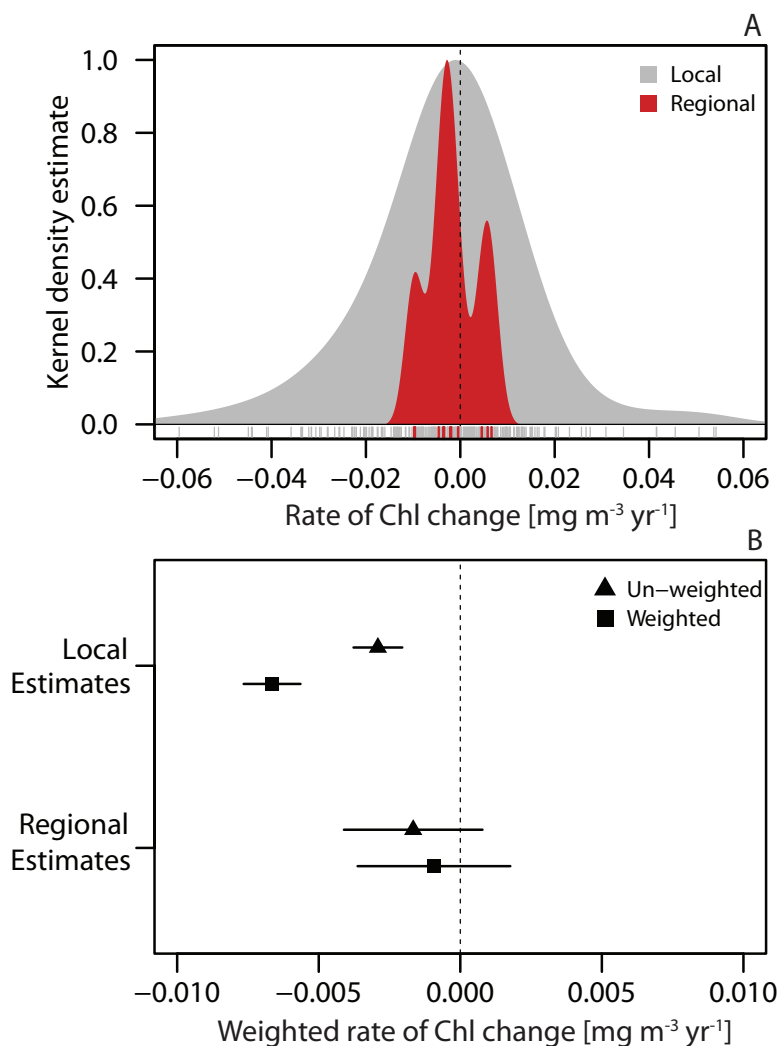 A
1.0
0.8
0.6
0.4
0.2
0.0
Kernel density estimate
Local
Regional
−0.06 −0.04 −0.02 0.00 0.02 0.04 0.06
Rate of Chl change [mg m⁻³ yr⁻¹]
B
Un−weighted
Weighted
Local
Estimates
Regional
Estimates
−0.010 −0.005 0.000 0.005 0.010
Weighted rate of Chl change [mg m⁻³ yr⁻¹]